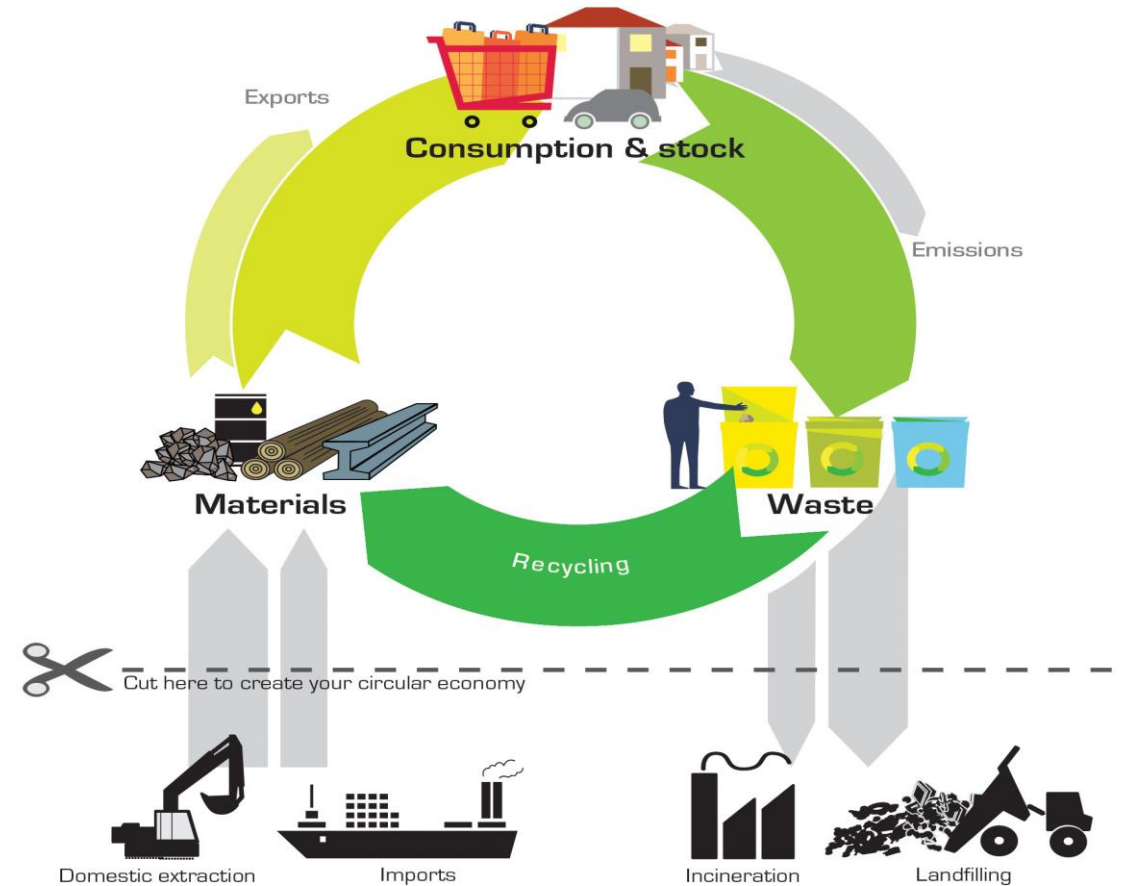 Exports
Consumption & stock
Emissions
Materials
Waste
Recycling
Cut here to create your circular economy
Domestic extraction
Imports
Incineration
Landfilling